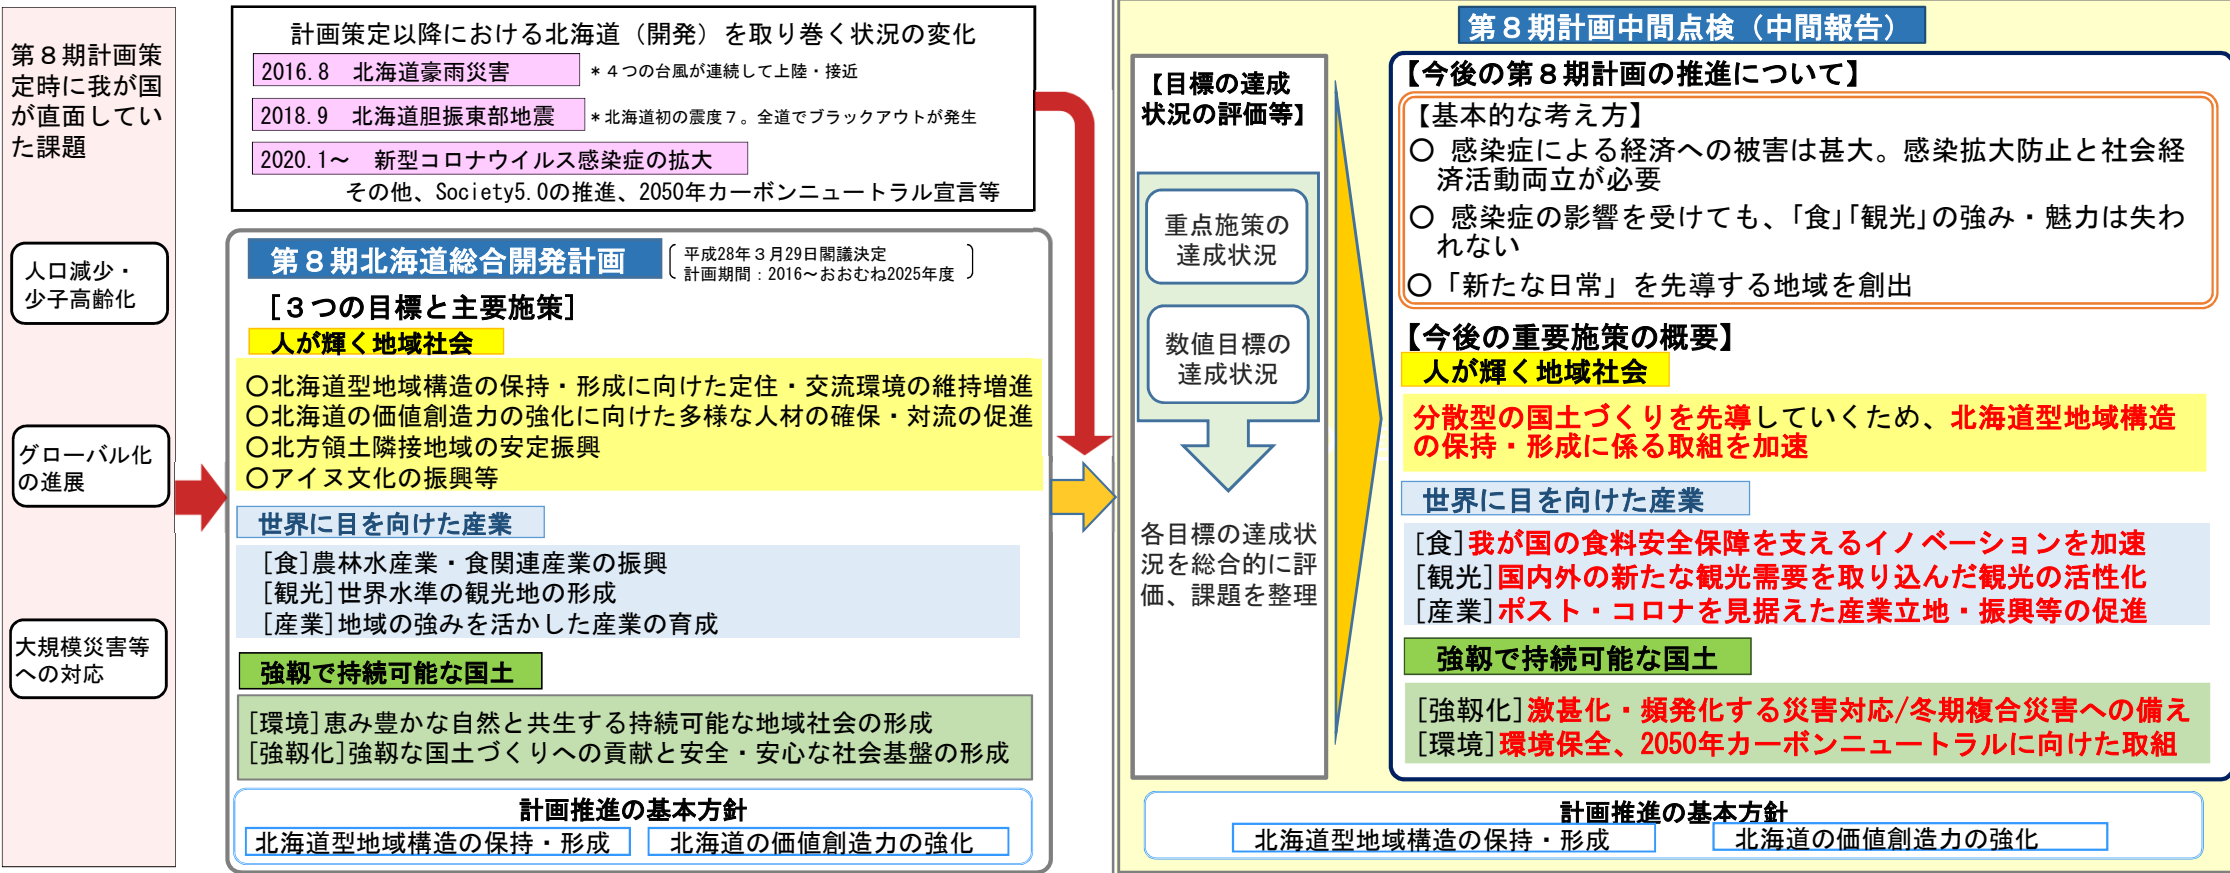 第８期計画策
定時に我が国
が直面してい
た課題
人口減少・
少子高齢化
グローバル化
の進展
大規模災害等
への対応
計画策定以降における北海道（開発）を取り巻く状況の変化
2016.8　北海道豪雨災害　＊４つの台風が連続して上陸・接近
2018.9　北海道胆振東部地震　＊北海道初の震度７。全道でブラックアウトが発生
2020.1～　新型コロナウイルス感染症の拡大
その他、Society5.0の推進、2050年カーボンニュートラル宣言等
第８期北海道総合開発計画
平成28年３月29日閣議決定
計画期間：2016～おおむね2025年度
［３つの目標と主要施策］
人が輝く地域社会
〇北海道型地域構造の保持・形成に向けた定住・交流環境の維持増進
〇北海道の価値創造力の強化に向けた多様な人材の確保・対流の促進
〇北方領土隣接地域の安定振興
〇アイヌ文化の振興等
世界に目を向けた産業
[食]農林水産業・食関連産業の振興
[観光]世界水準の観光地の形成
[産業]地域の強みを活かした産業の育成
強靱で持続可能な国土
[環境]恵み豊かな自然と共生する持続可能な地域社会の形成
[強靱化]強靱な国土づくりへの貢献と安全・安心な社会基盤の形成
計画推進の基本方針
北海道型地域構造の保持・形成　北海道の価値創造力の強化
第８期計画中間点検（中間報告）
【目標の達成
状況の評価等】
重点施策の
達成状況
数値目標の
達成状況
各目標の達成状
況を総合的に評
価、課題を整理
【今後の第８期計画の推進について】
【基本的な考え方】
〇 感染症による経済への被害は甚大。感染拡大防止と社会経
済活動両立が必要
〇 感染症の影響を受けても、「食」「観光」の強み・魅力は失わ
れない
〇「新たな日常」を先導する地域を創出
【今後の重要施策の概要】
人が輝く地域社会
分散型の国土づくりを先導していくため、北海道型地域構造
の保持・形成に係る取組を加速
世界に目を向けた産業
[食]我が国の食料安全保障を支えるイノベーションを加速
[観光]国内外の新たな観光需要を取り込んだ観光の活性化
[産業]ポスト・コロナを見据えた産業立地・振興等の促進
強靱で持続可能な国土
[強靱化]激甚化・頻発化する災害対応/冬期複合災害への備え
[環境]環境保全、2050年カーボンニュートラルに向けた取組
計画推進の基本方針
北海道型地域構造の保持・形成　北海道の価値創造力の強化